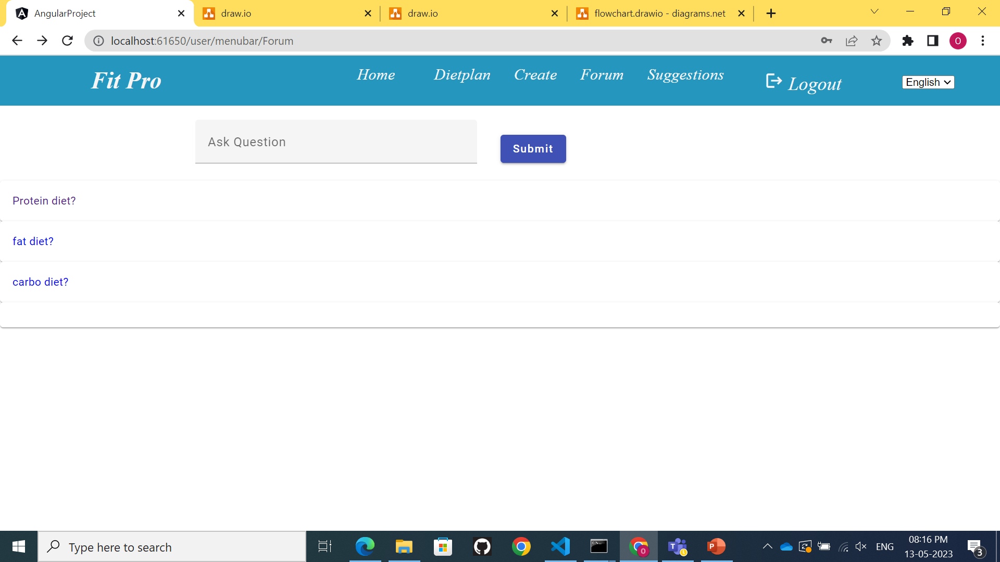 AngularProject
draw.io
draw.io
flowchart.drawio - diagrams.net
localhost:61650/user/menubar/Forum
O
Fit Pro
Home
Dietplan
Create
Forum
Suggestions
Logout
English
Ask Question
Submit
Protein diet?
fat diet?
carbo diet?
Type here to search
O
T
P
ENG
08:16 PM
13-05-2023
3